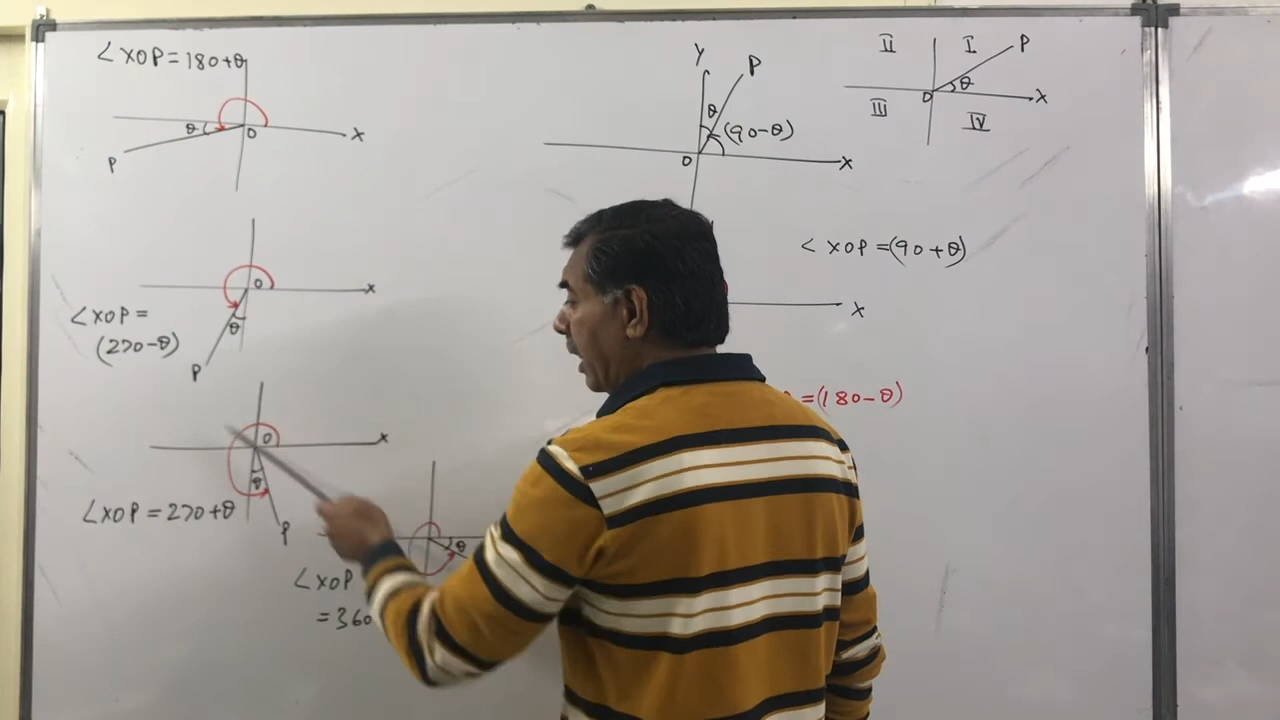 ∠XOP = 180+θ
θ
O
X
P
O
X
θ
∠XOP =
(270-θ)
P
O
X
θ
∠XOP = 270+θ
P
θ
∠XOP
= 360
Y
P
θ
(90-θ)
O
X
II
I
P
θ
O
X
III
IV
∠XOP = (90+θ)
X
= (180-θ)